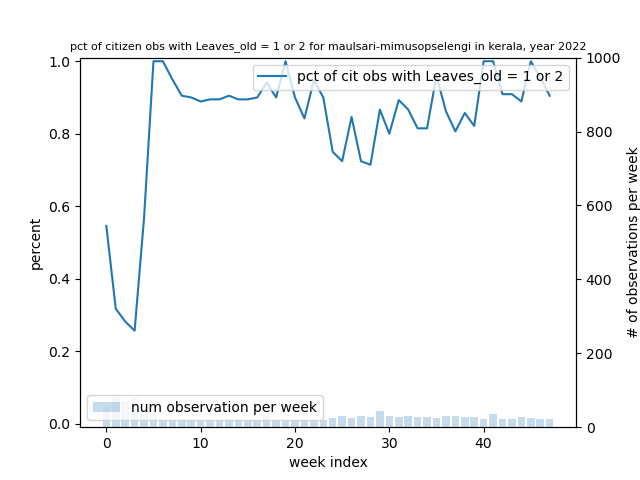 pct of citizen obs with Leaves_old = 1 or 2 for maulsari-mimusopselengi in kerala, year 2022
pct of cit obs with Leaves_old = 1 or 2
num observation per week
percent
# of observations per week
week index
0.0
0.2
0.4
0.6
0.8
1.0
0
200
400
600
800
1000
0
10
20
30
40